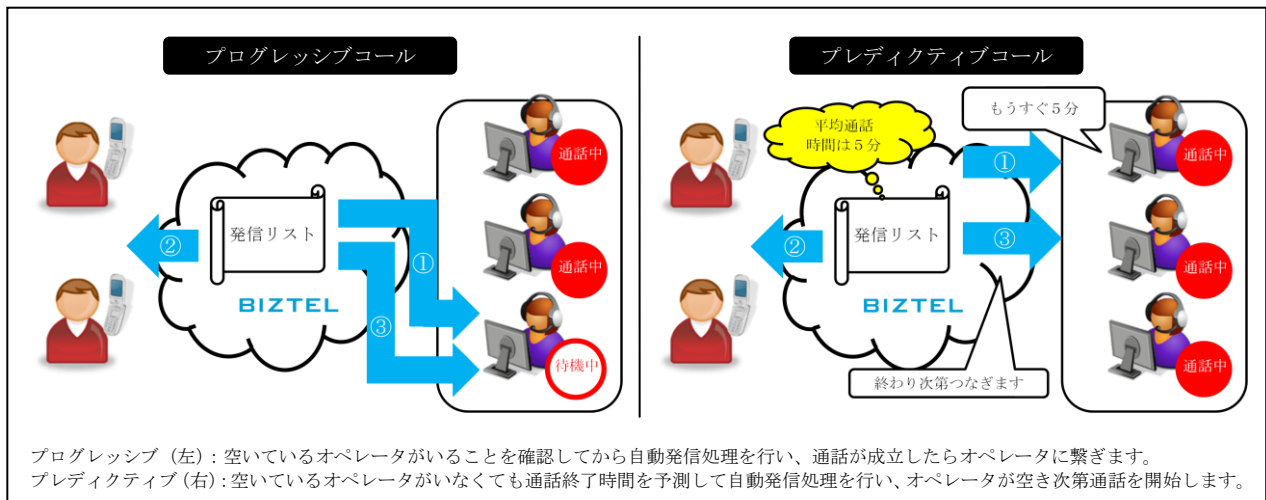 プログレッシブコール
発信リスト
BIZTEL
①
②
③
通話中
通話中
待機中
プレディクティブコール
平均通話
時間は５分
もうすぐ５分
発信リスト
BIZTEL
①
②
③
終わり次第つなぎます
通話中
通話中
通話中
プログレッシブ（左）：空いているオペレータがいることを確認してから自動発信処理を行い、通話が成立したらオペレータに繋ぎます。
プレディクティブ（右）：空いているオペレータがいなくても通話終了時間を予測して自動発信処理を行い、オペレータが空き次第通話を開始します。